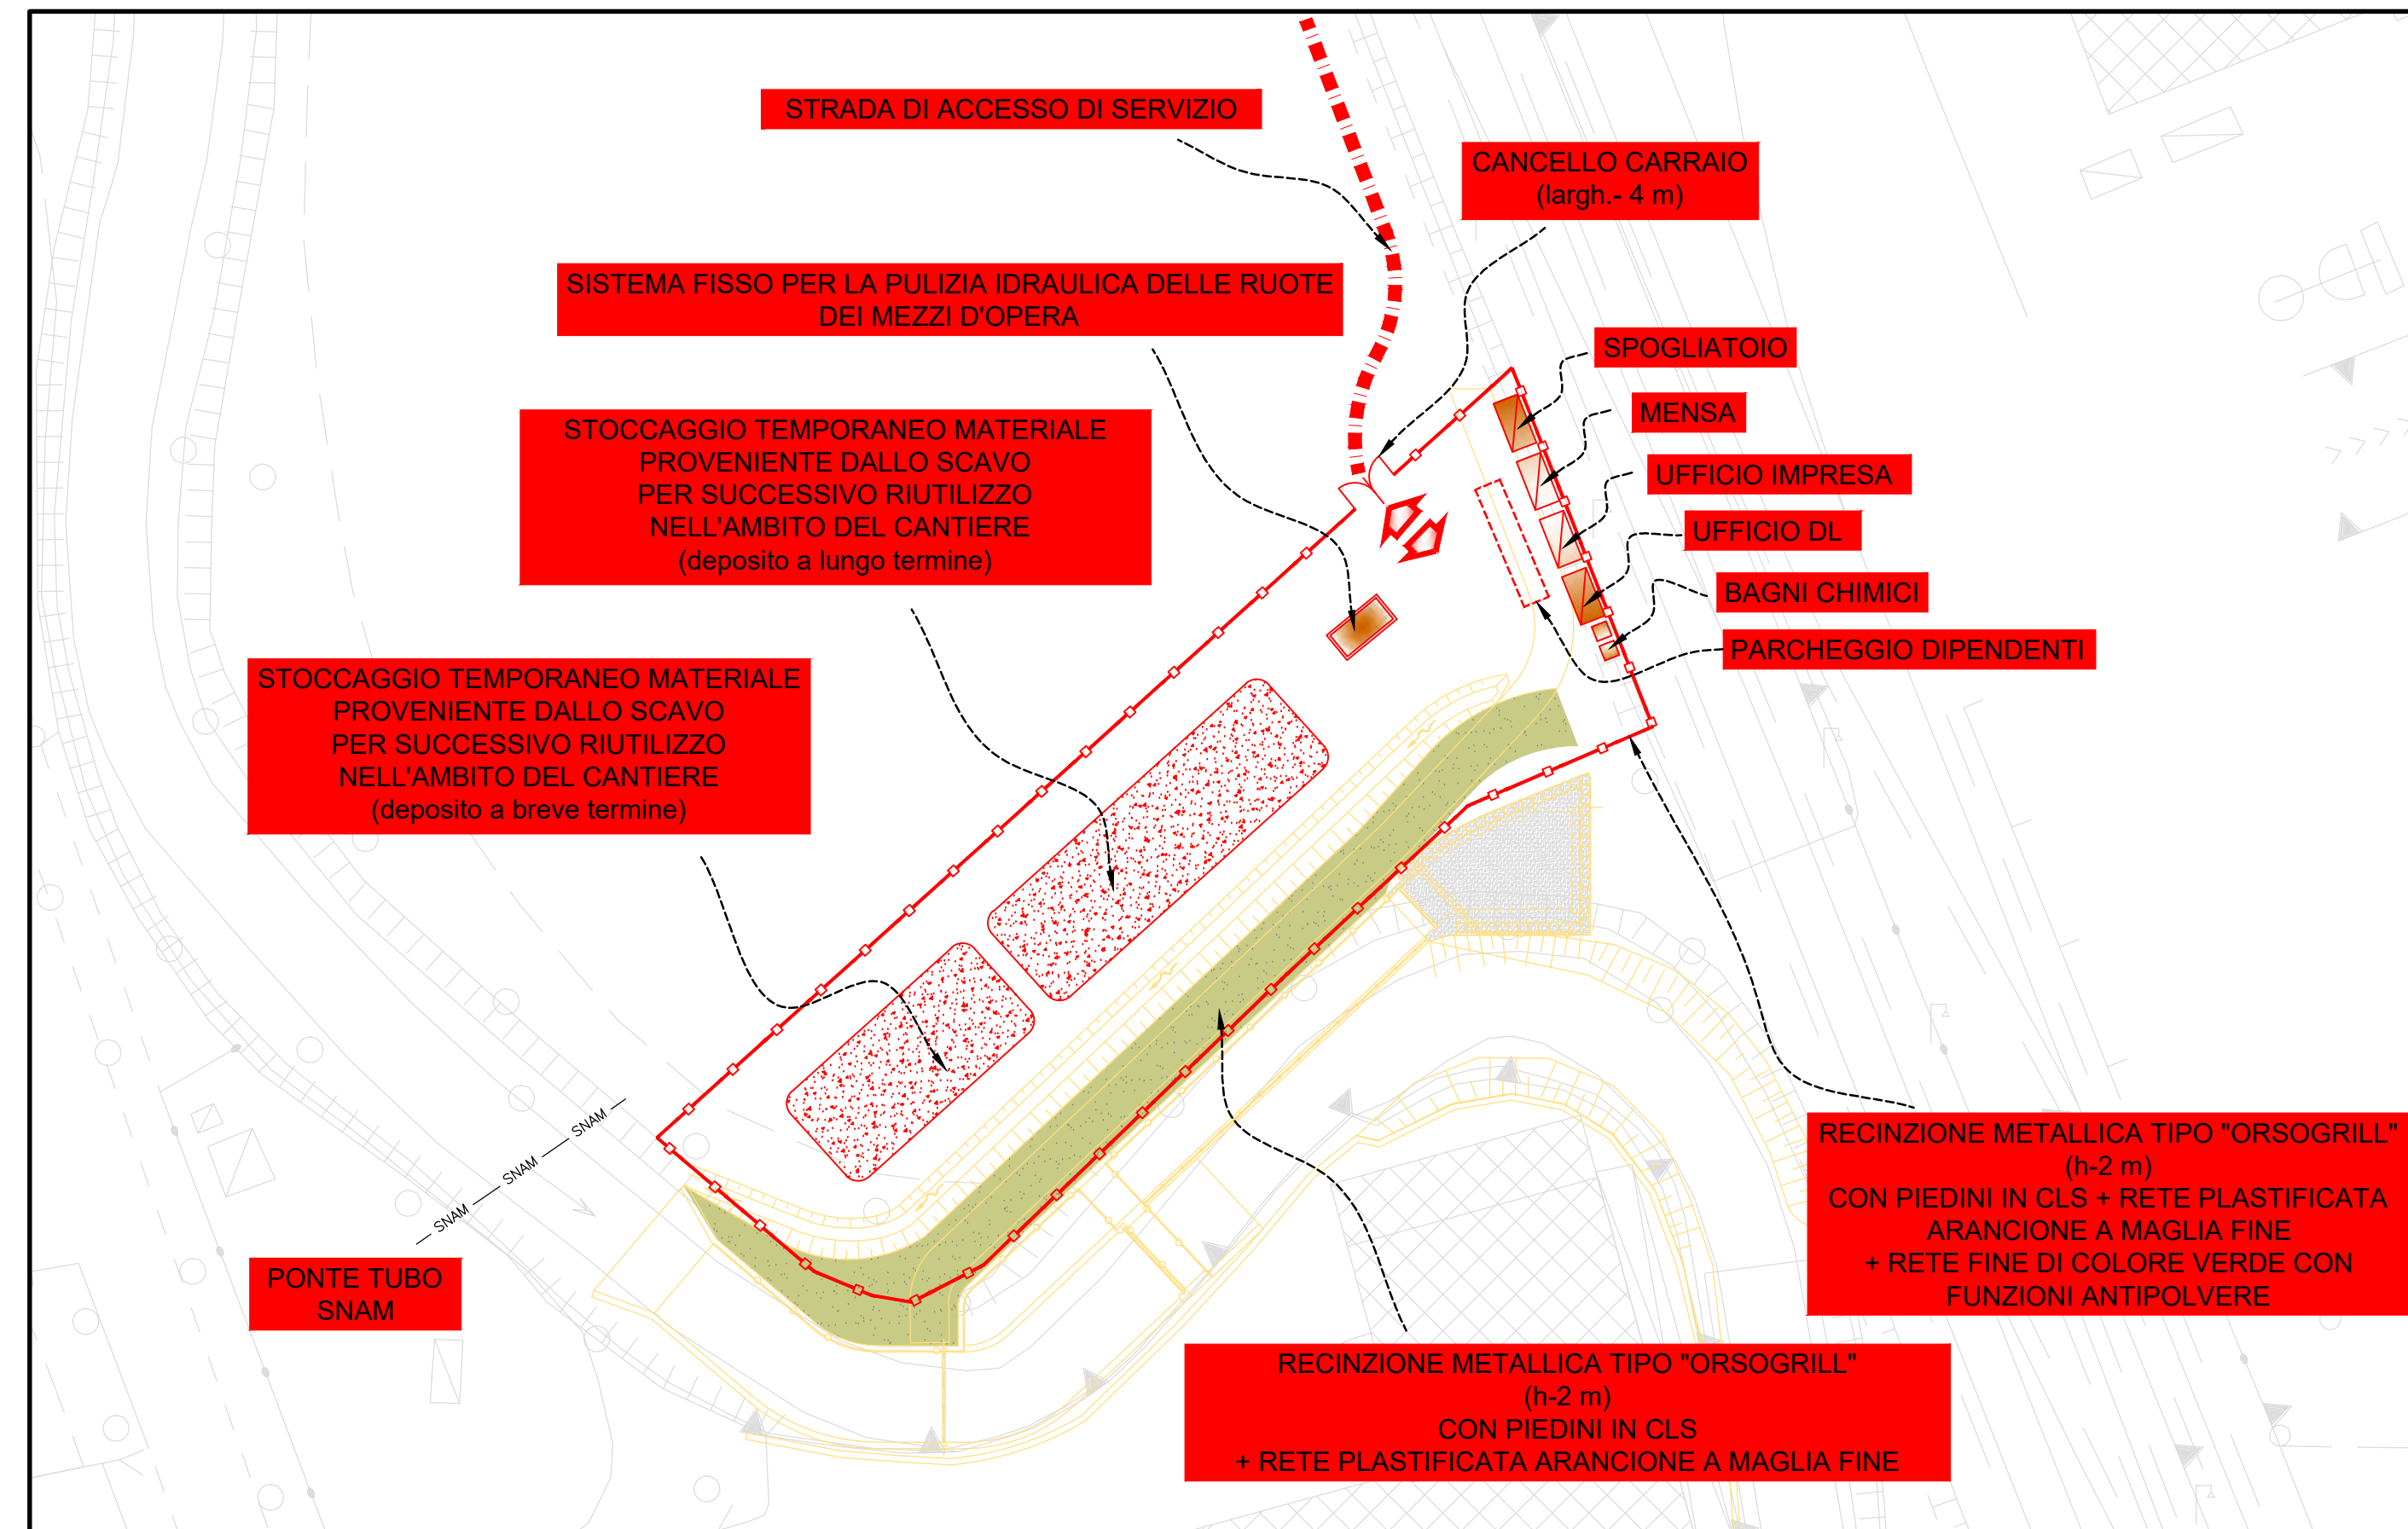 STRADA DI ACCESSO DI SERVIZIO
CANCELLO CARRAIO
(largh.- 4 m)
SISTEMA FISSO PER LA PULIZIA IDRAULICA DELLE RUOTE
DEI MEZZI D'OPERA
SPOGLIATOIO
MENSA
STOCCAGGIO TEMPORANEO MATERIALE
PROVENIENTE DALLO SCAVO
PER SUCCESSIVO RIUTILIZZO
NELL'AMBITO DEL CANTIERE
(deposito a lungo termine)
UFFICIO IMPRESA
UFFICIO DL
BAGNI CHIMICI
PARCHEGGIO DIPENDENTI
STOCCAGGIO TEMPORANEO MATERIALE
PROVENIENTE DALLO SCAVO
PER SUCCESSIVO RIUTILIZZO
NELL'AMBITO DEL CANTIERE
(deposito a breve termine)
SNAM
SNAM
SNAM
PONTE TUBO
SNAM
RECINZIONE METALLICA TIPO "ORSOGRILL"
(h-2 m)
CON PIEDINI IN CLS + RETE PLASTIFICATA
ARANCIONE A MAGLIA FINE
+ RETE FINE DI COLORE VERDE CON
FUNZIONI ANTIPOLVERE
RECINZIONE METALLICA TIPO "ORSOGRILL"
(h-2 m)
CON PIEDINI IN CLS
+ RETE PLASTIFICATA ARANCIONE A MAGLIA FINE